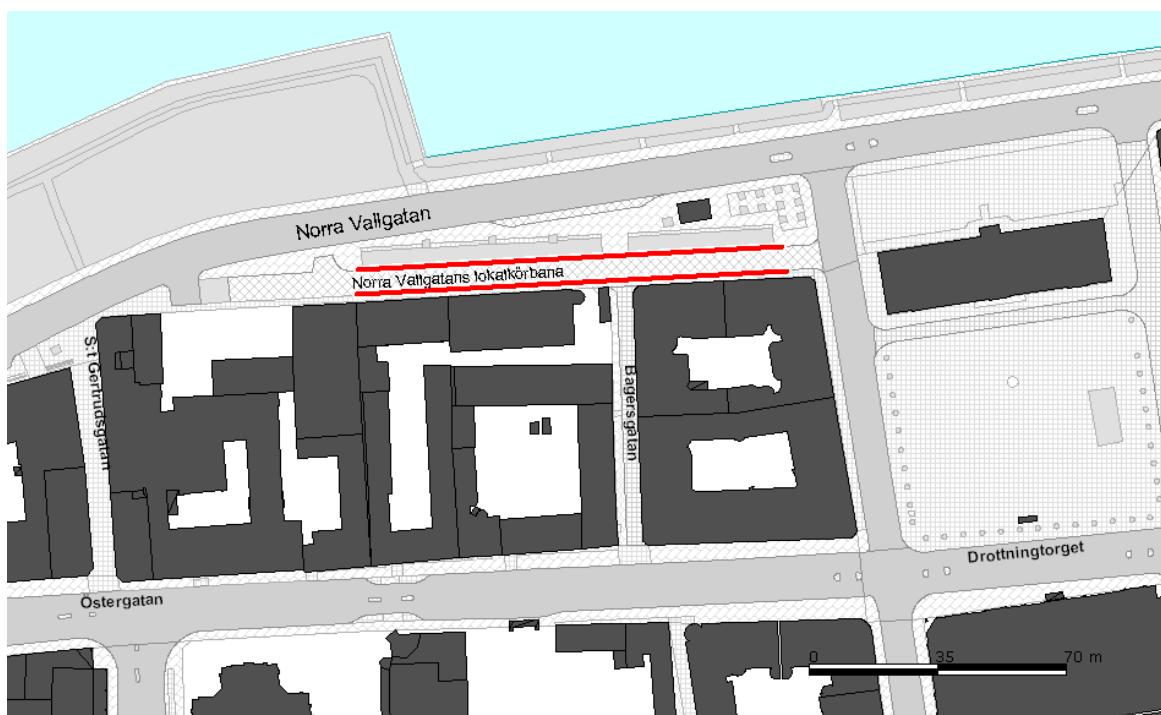 Norra Vallgatan
Norra Vallgatans lokalkörbana
S:t Gertrudsgatan
Bagersgatan
Drottningtorget
Östergatan
0 35 70 m